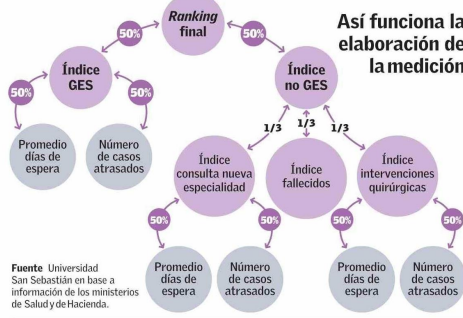 Así funciona la
elaboración de
la medición
Ranking
final
50%
50%
Índice
GES
Índice
no GES
50%
50%
1/3
1/3
1/3
Promedio
días de
espera
Número
de casos
atrasados
Índice
consulta nueva
especialidad
Índice
fallecidos
Índice
intervenciones
quirúrgicas
50%
50%
50%
50%
Promedio
días de
espera
Número
de casos
atrasados
Promedio
días de
espera
Número
de casos
atrasados
Fuente Universidad
San Sebastián en base a
información de los ministerios
de Salud y de Hacienda.